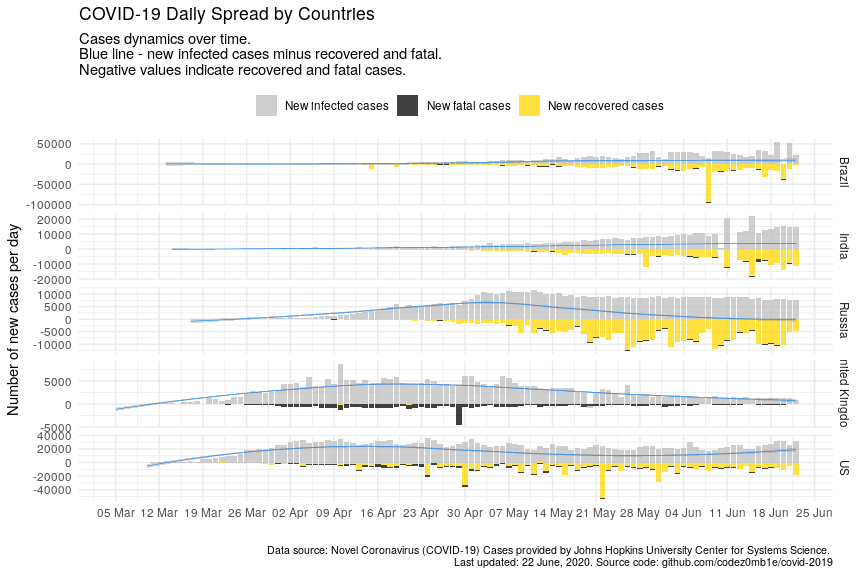 COVID-19 Daily Spread by Countries
Cases dynamics over time.
Blue line - new infected cases minus recovered and fatal.
Negative values indicate recovered and fatal cases.
New infected cases New fatal cases New recovered cases
Number of new cases per day
50000
0
-50000
-100000
Brazil
20000
10000
0
-10000
-20000
India
10000
5000
0
-5000
-10000
Russia
5000
0
-5000
nted Kingdo
40000
20000
0
-20000
-40000
US
05 Mar 12 Mar 19 Mar 26 Mar 02 Apr 09 Apr 16 Apr 23 Apr 30 Apr 07 May 14 May 21 May 28 May 04 Jun 11 Jun 18 Jun 25 Jun
Data source: Novel Coronavirus (COVID-19) Cases provided by Johns Hopkins University Center for Systems Science.
Last updated: 22 June, 2020. Source code: github.com/codez0mb1e/covid-2019